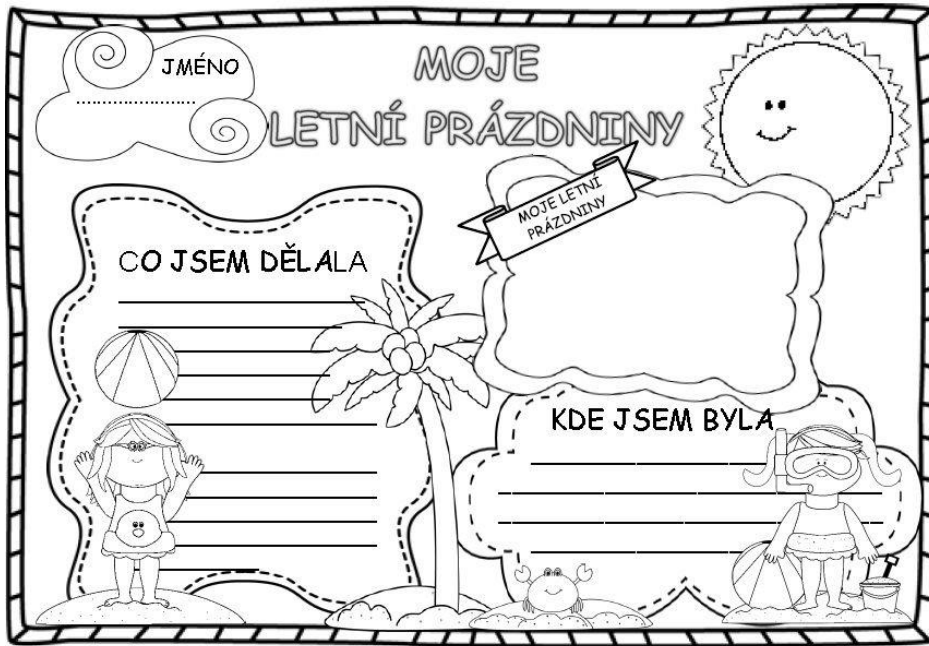 JMÉNO
MOJE
LETNÍ PRÁZDNINY
MOJE LETNÍ
PRÁZDNINY
CO JSEM DĚLALA
KDE JSEM BYLA